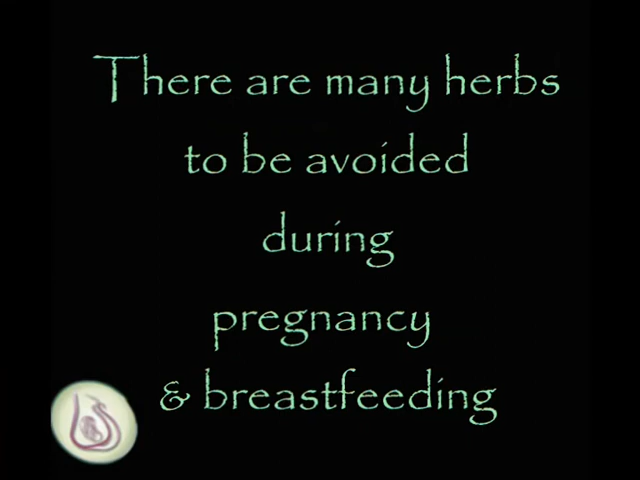 There are many herbs
to be avoided
during
pregnancy
& breastfeeding